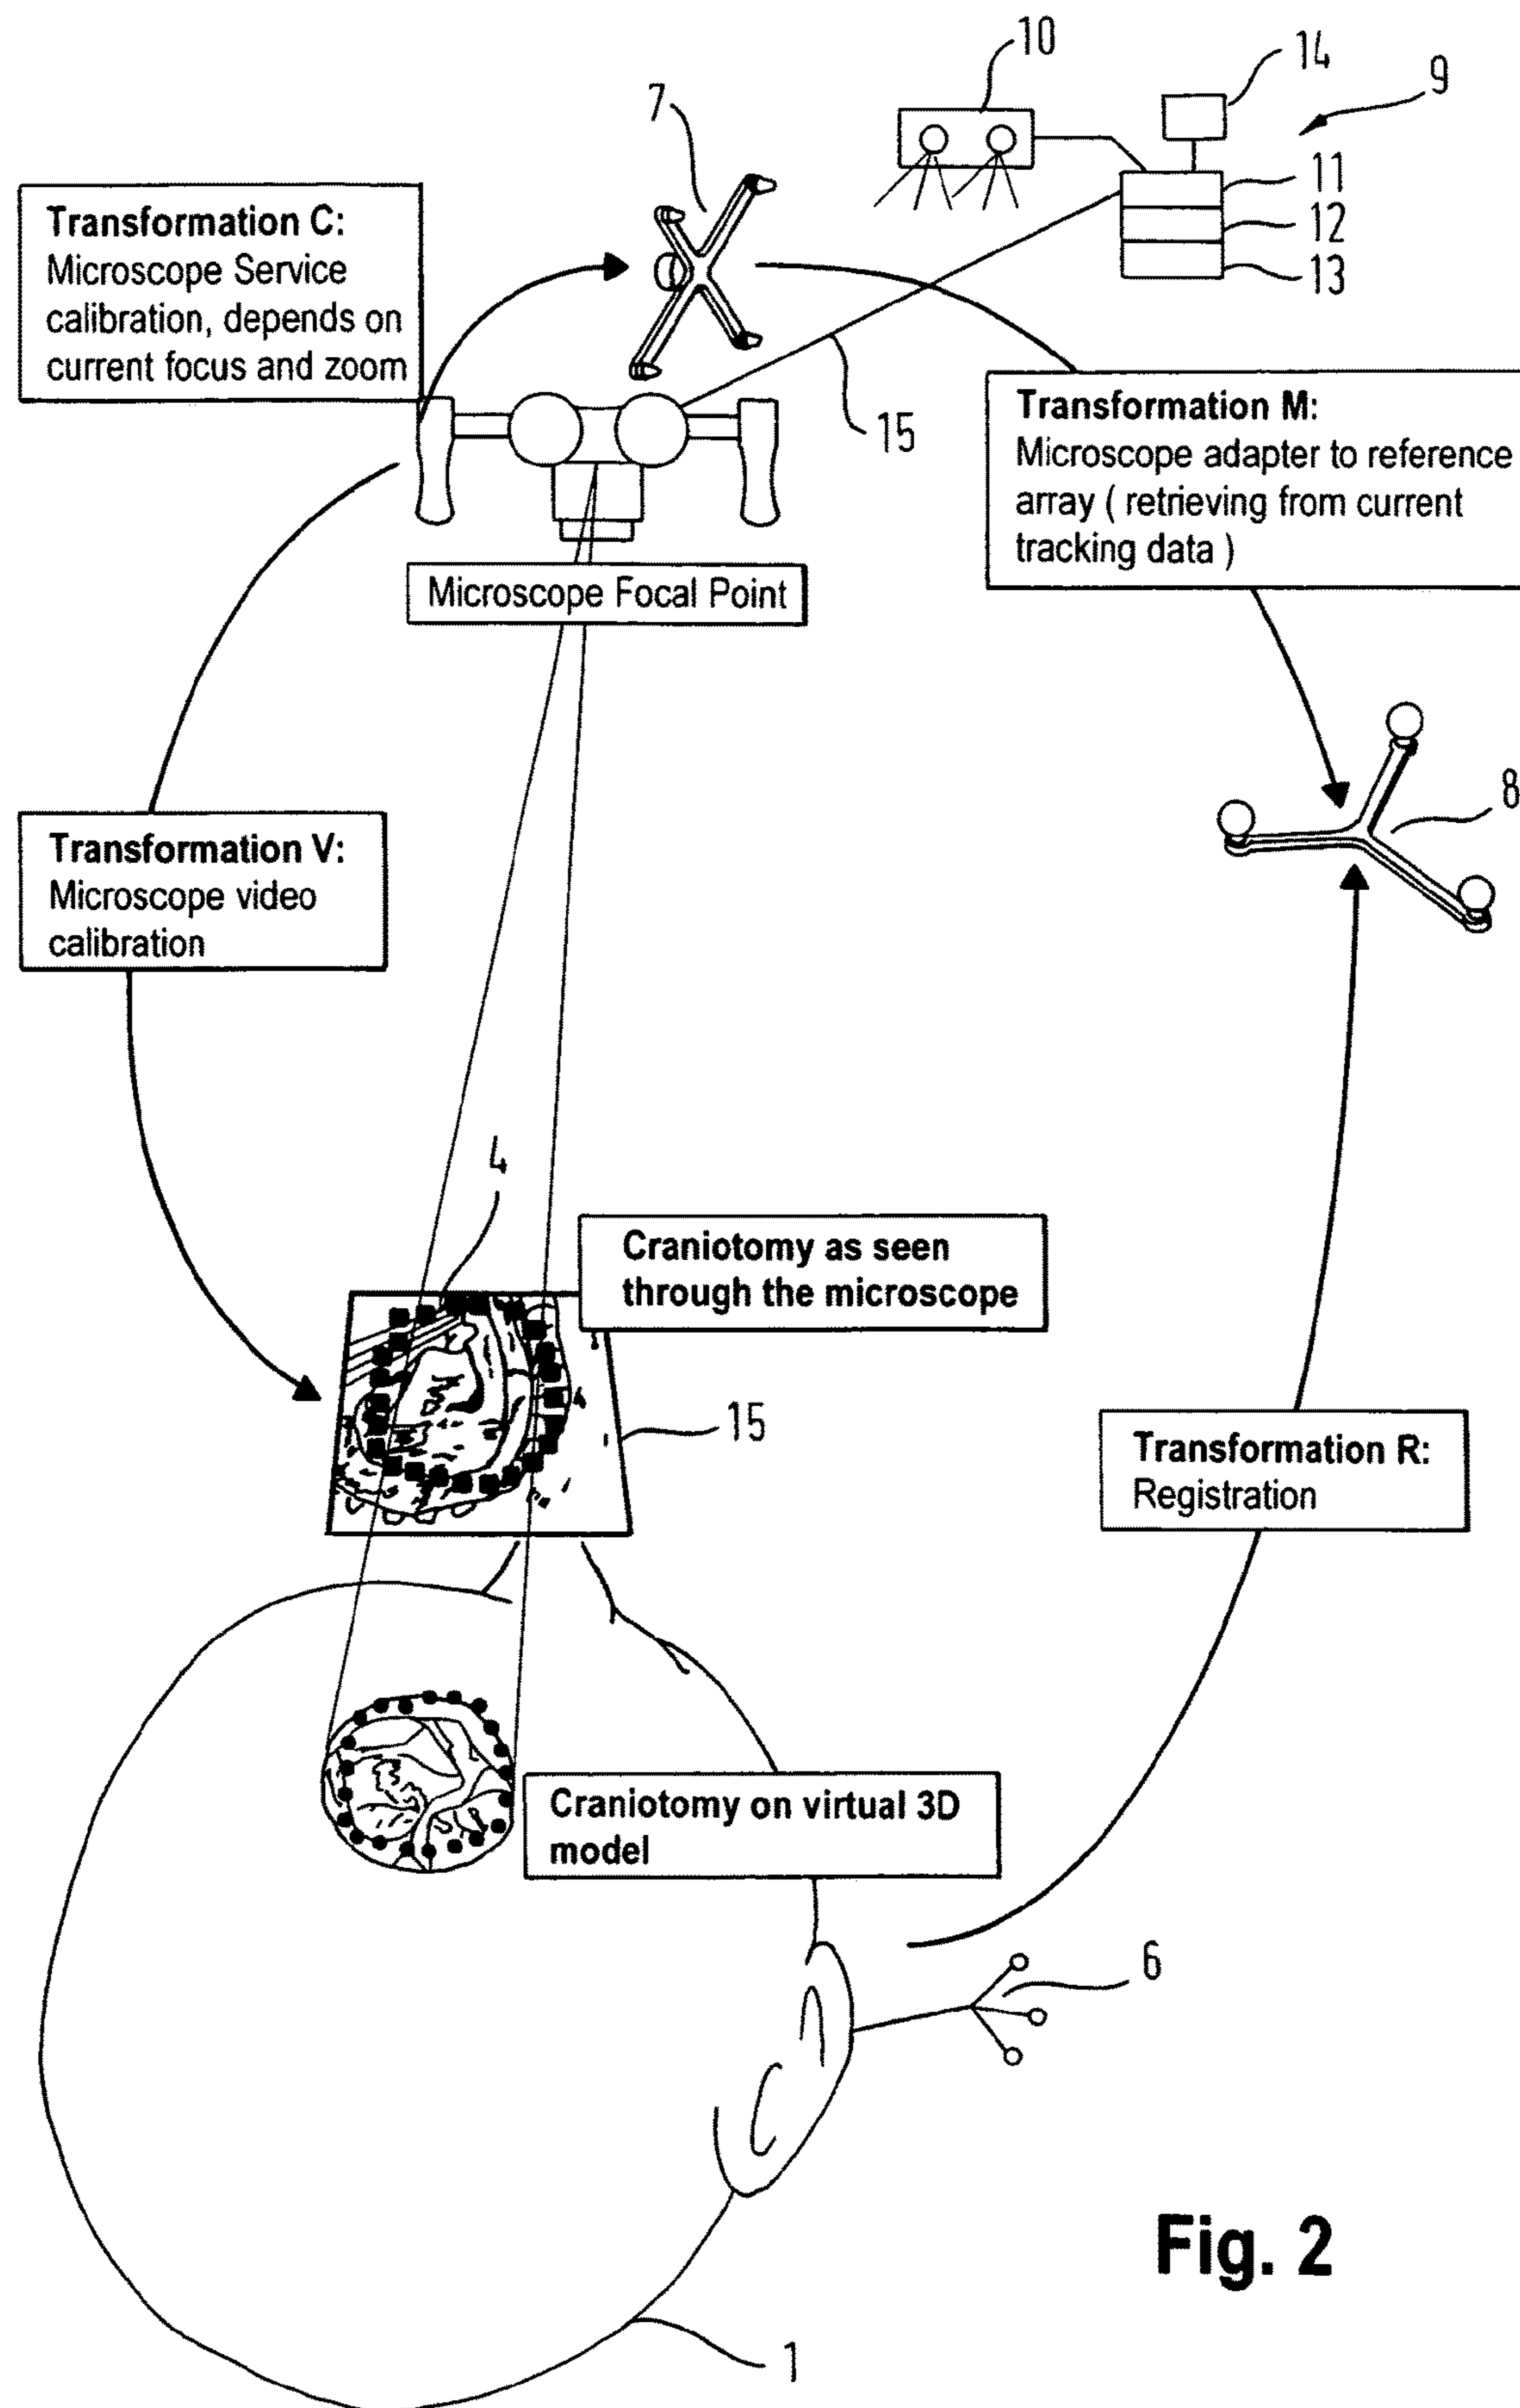 10
14
9
7
11
12
13
Transformation C:
Microscope Service
calibration, depends on
current focus and zoom
15
Transformation M:
Microscope adapter to reference
array ( retrieving from current
tracking data )
Microscope Focal Point
8
Transformation V:
Microscope video
calibration
4
Craniotomy as seen
through the microscope
15
Transformation R:
Registration
Craniotomy on virtual 3D
model
6
Fig. 2
1